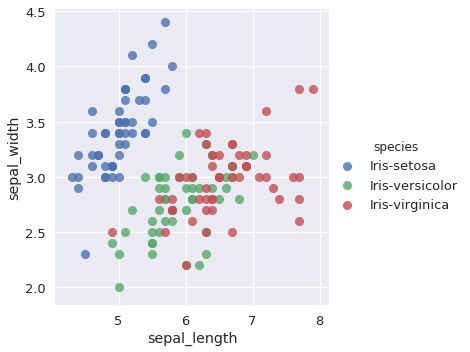 4.5
4.0
3.5
3.0
2.5
2.0
sepal_width
5
6
7
8
sepal_length
species
Iris-setosa
Iris-versicolor
Iris-virginica